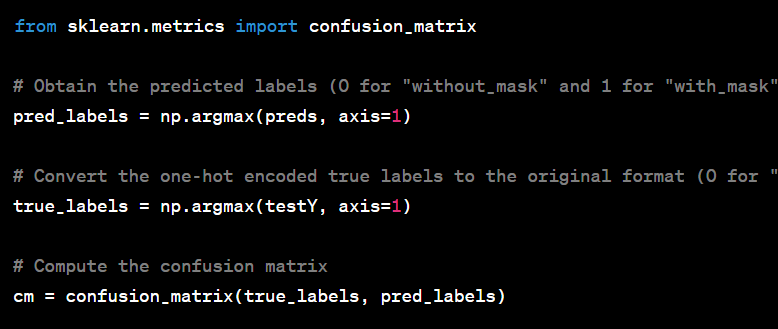 from sklearn.metrics import confusion_matrix
# Obtain the predicted labels (0 for "without_mask" and 1 for "with_mask"
pred_labels = np.argmax(preds, axis=1)
# Convert the one-hot encoded true labels to the original format (0 for "
true_labels = np.argmax(testY, axis=1)
# Compute the confusion matrix
cm = confusion_matrix(true_labels, pred_labels)